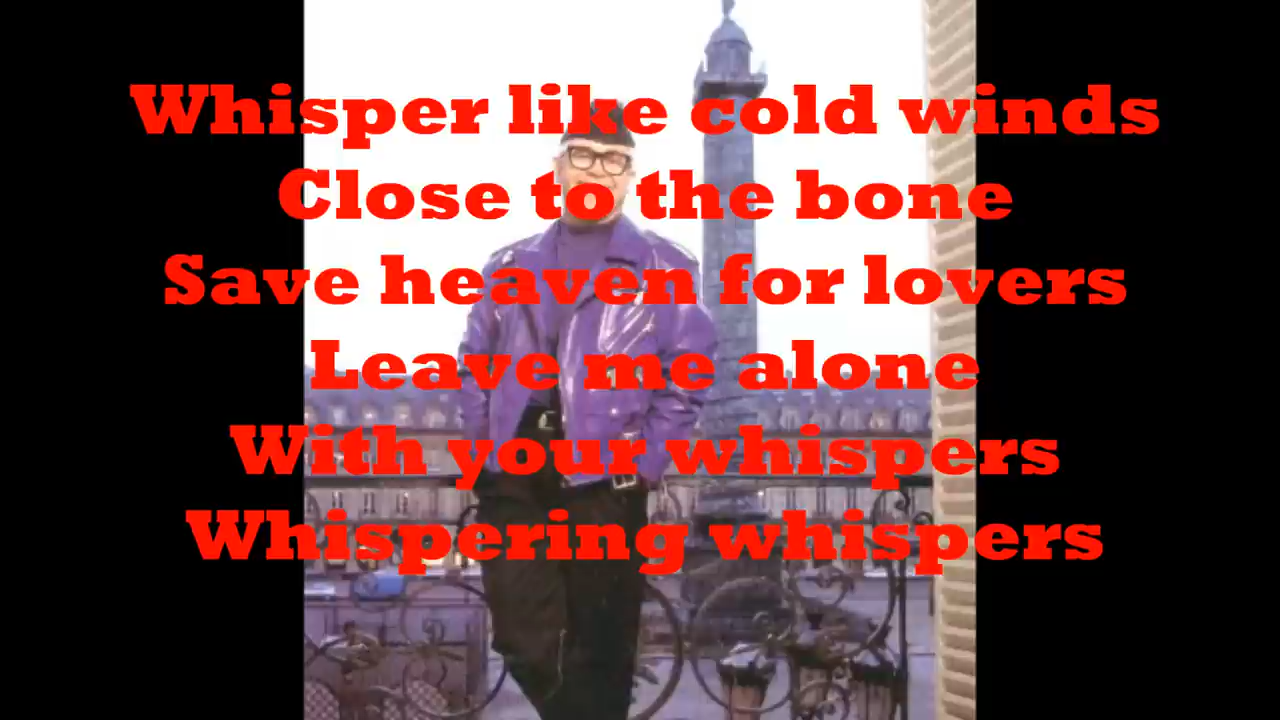 Whisper like cold winds
Close to the bone
Save heaven for lovers
Leave me alone
With your whispers
Whispering whispers